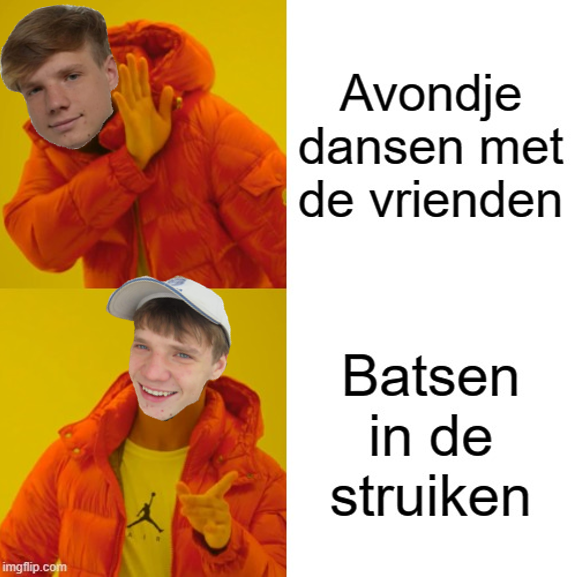 Avondje
dansen met
de vrienden
Batsen
in de
struiken
imgflip.com